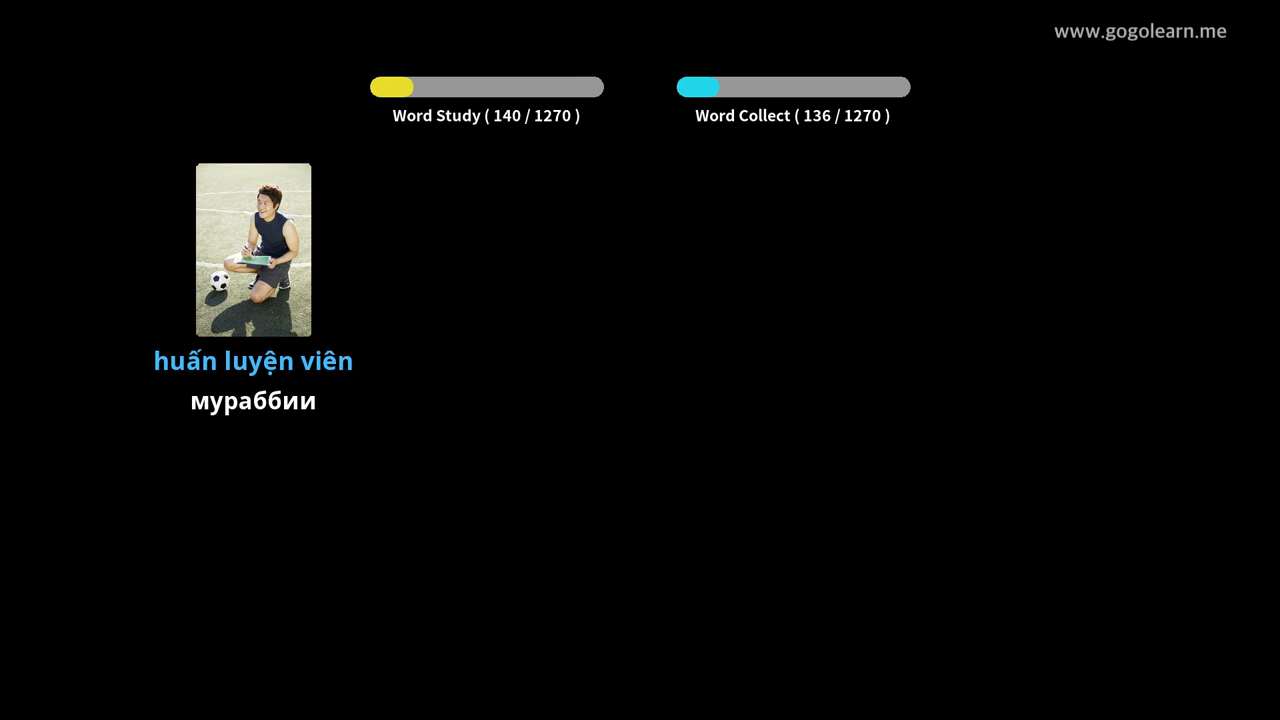 www.gogolearn.me
Word Study ( 140 / 1270 )
Word Collect ( 136 / 1270 )
huấn luyện viên
мураббии